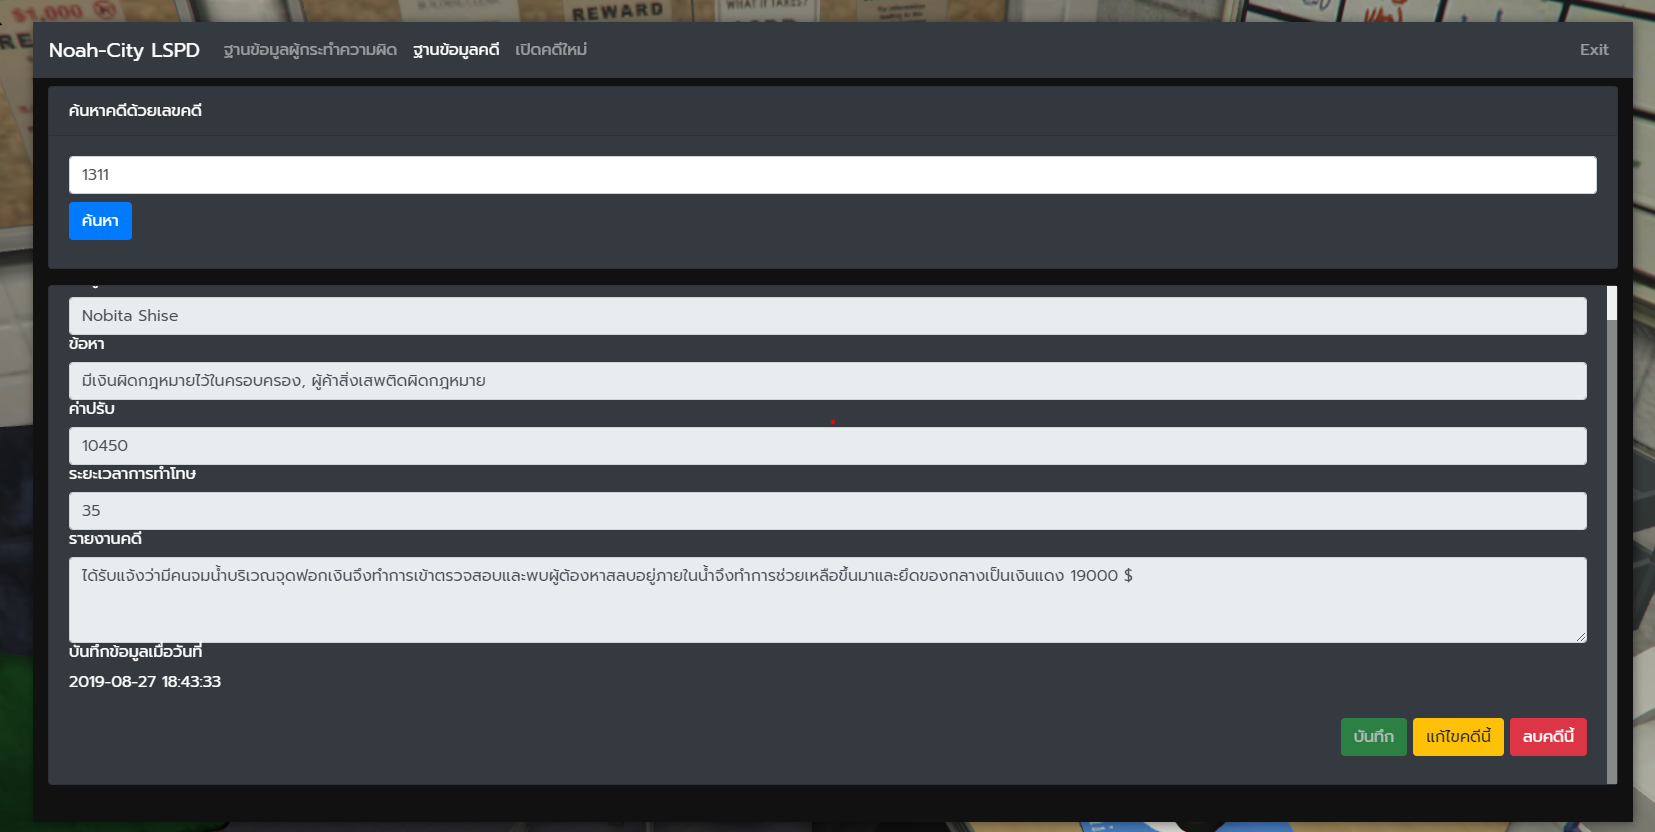 $1,000
REWARD
WHAT IT TAKES?
Noah-City LSPD ฐานข้อมูลผู้กระทำความผิด ฐานข้อมูลคดี เปิดคดีใหม่ Exit
ค้นหาคดีด้วยเลขคดี
1311
ค้นหา
Nobita Shise
ข้อหา
มีเงินผิดกฎหมายไว้ในครอบครอง, ผู้ค้าสิ่งเสพติดผิดกฎหมาย
ค่าปรับ
10450
ระยะเวลาการทำโทษ
35
รายงานคดี
ได้รับแจ้งว่ามีคนจมน้ำบริเวณจุดฟอกเงินจึงทำการเข้าตรวจสอบและพบผู้ต้องหาสลบอยู่ภายในน้ำจึงทำการช่วยเหลือขึ้นมาและยึดของกลางเป็นเงินแดง 19000 $
บันทึกข้อมูลเมื่อวันที่
2019-08-27 18:43:33
บันทึก แก้ไขคดีนี้ ลบคดีนี้